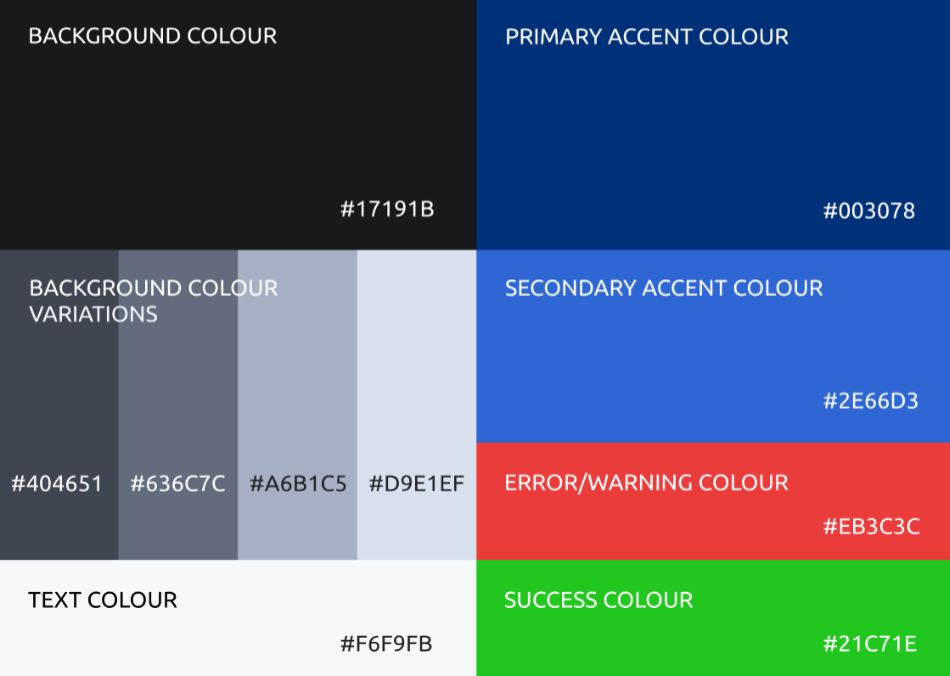 BACKGROUND COLOUR
#17191B
PRIMARY ACCENT COLOUR
#003078
BACKGROUND COLOUR
VARIATIONS
#404651
#636C7C
#A6B1C5
#D9E1EF
SECONDARY ACCENT COLOUR
#2E66D3
ERROR/WARNING COLOUR
#EB3C3C
TEXT COLOUR
#F6F9FB
SUCCESS COLOUR
#21C71E